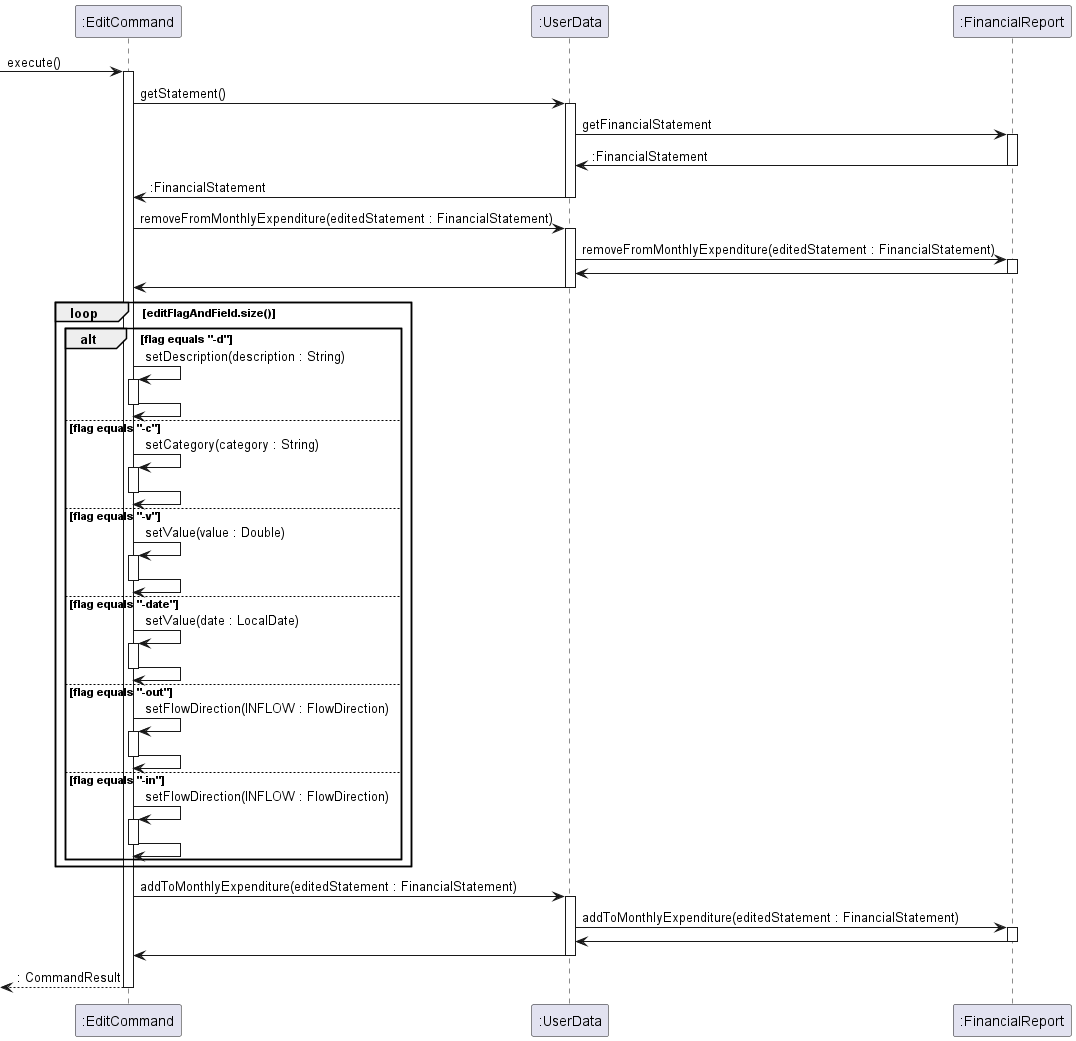 :EditCommand :UserData :FinancialReport
execute()
getStatement()
getFinancialStatement
:FinancialStatement
:FinancialStatement
removeFromMonthlyExpenditure(editedStatement : FinancialStatement)
removeFromMonthlyExpenditure(editedStatement : FinancialStatement)
loop [editFlagAndField.size()]
alt [flag equals "-d"]
setDescription(description : String)
[flag equals "-c"]
setCategory(category : String)
[flag equals "-v"]
setValue(value : Double)
[flag equals "-date"]
setValue(date : LocalDate)
[flag equals "-out"]
setFlowDirection(INFLOW : FlowDirection)
[flag equals "-in"]
setFlowDirection(INFLOW : FlowDirection)
addToMonthlyExpenditure(editedStatement : FinancialStatement)
addToMonthlyExpenditure(editedStatement : FinancialStatement)
: CommandResult
:EditCommand :UserData :FinancialReport